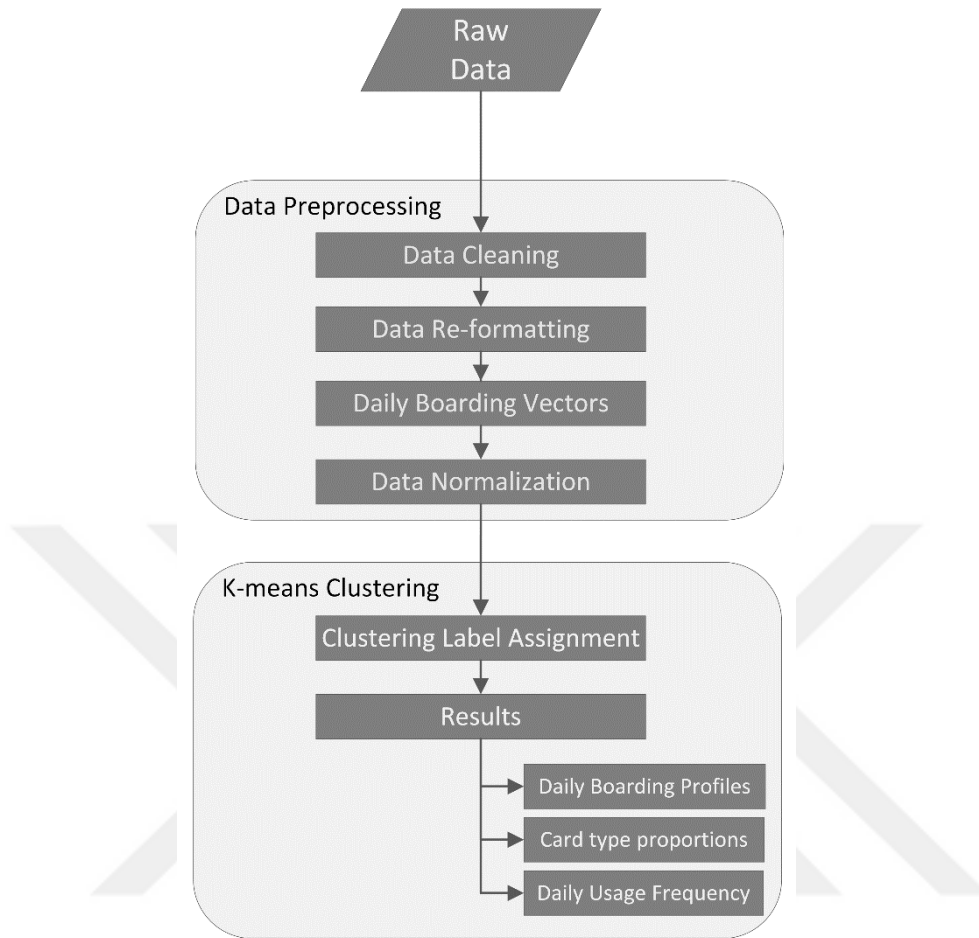 Raw
Data
Data Preprocessing
Data Cleaning
Data Re-formatting
Daily Boarding Vectors
Data Normalization
K-means Clustering
Clustering Label Assignment
Results
Daily Boarding Profiles
Card type proportions
Daily Usage Frequency